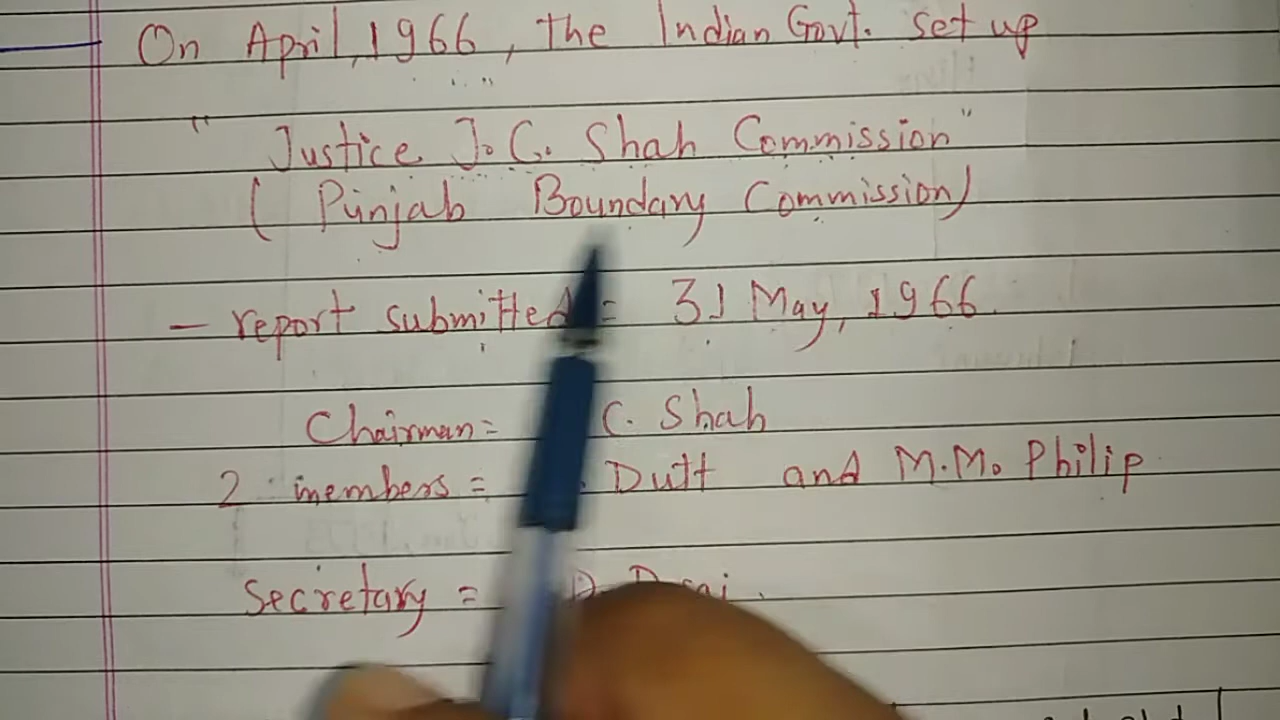 On April, 1966, the Indian Govt. set up
"Justice J. C. Shah Commission"
(Punjab Boundary Commission)
- report submitted = 31 May, 1966.
Chairman = C. Shah
2 members = Dutt and M.M. Philip
Secretary =